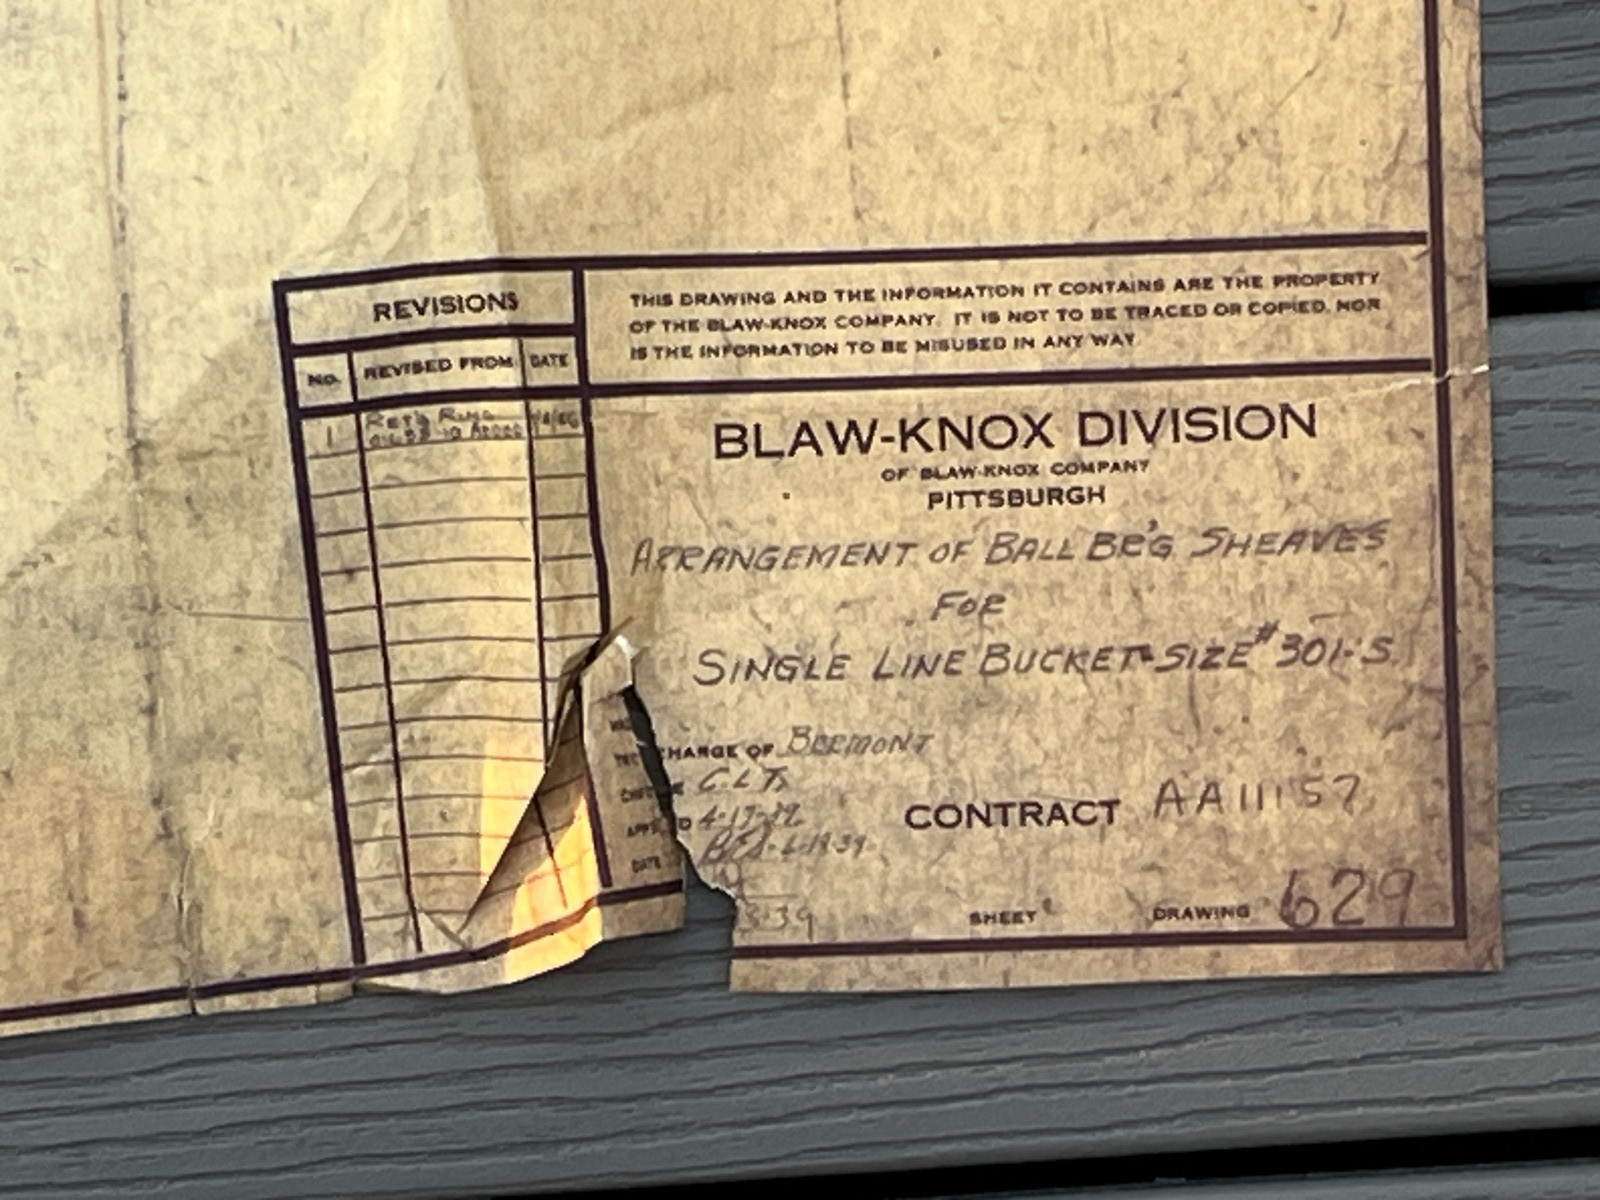 REVISIONS
No. REVISED FROM DATE
1
THIS DRAWING AND THE INFORMATION IT CONTAINS ARE THE PROPERTY
OF THE BLAW-KNOX COMPANY. IT IS NOT TO BE TRACED OR COPIED, NOR
IS THE INFORMATION TO BE MISUSED IN ANY WAY
BLAW-KNOX DIVISION
OF BLAW-KNOX COMPANY
PITTSBURGH
ARRANGEMENT OF BALL BR'G SHEAVES
FOR
SINGLE LINE BUCKET-SIZE #301-S
CHARGE OF
CONTRACT AA11157
DATE
SHEET DRAWING 629